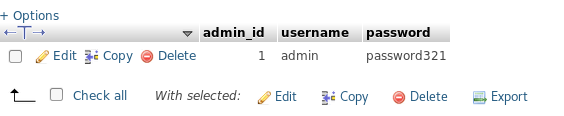 + Options
admin_id username password
Edit Copy Delete 1 admin password321
Check all With selected: Edit Copy Delete Export